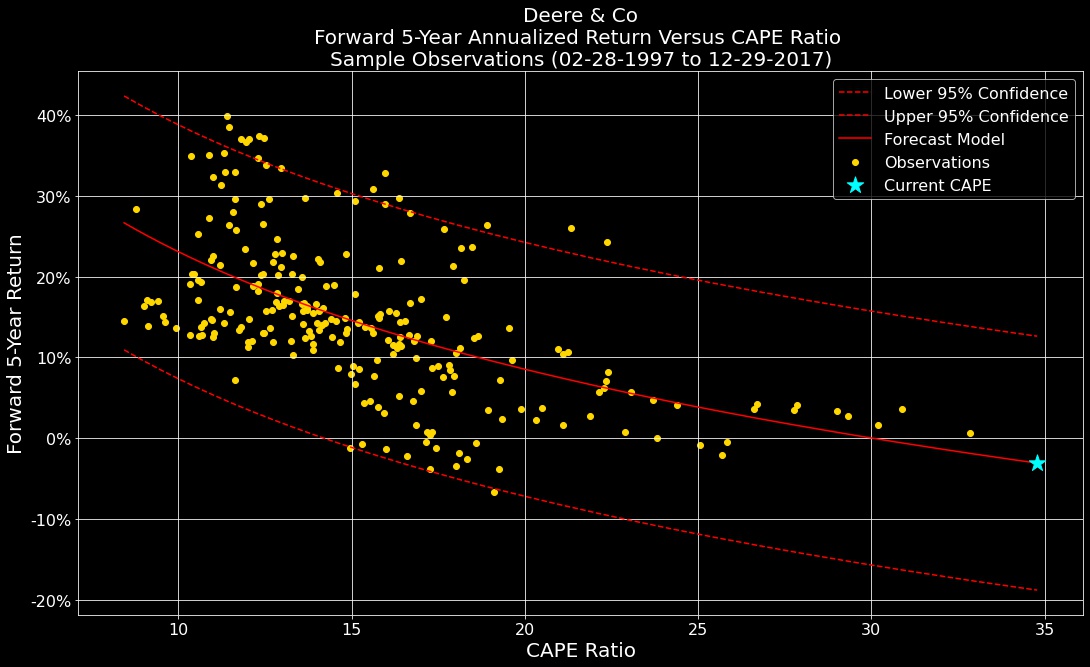 Deere & Co
Forward 5-Year Annualized Return Versus CAPE Ratio
Sample Observations (02-28-1997 to 12-29-2017)
Lower 95% Confidence
Upper 95% Confidence
Forecast Model
Observations
Current CAPE
Forward 5-Year Return
40%
30%
20%
10%
0%
-10%
-20%
10 15 20 25 30 35
CAPE Ratio